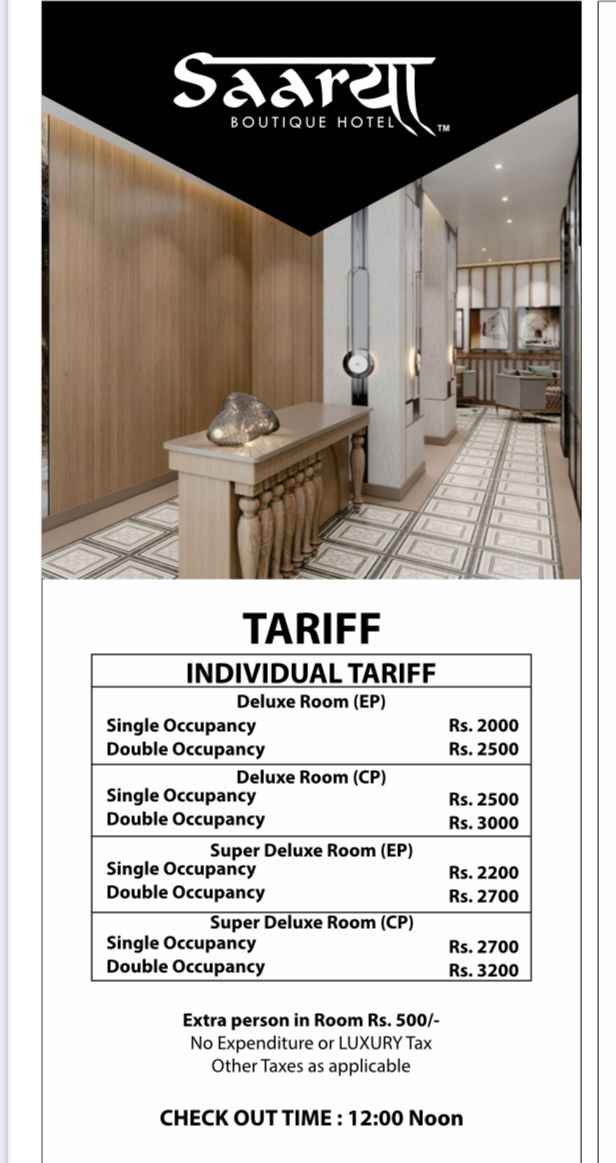 Saarया
BOUTIQUE HOTEL TM
TARIFF
INDIVIDUAL TARIFF
Deluxe Room (EP)
Single Occupancy Rs. 2000
Double Occupancy Rs. 2500
Deluxe Room (CP)
Single Occupancy Rs. 2500
Double Occupancy Rs. 3000
Super Deluxe Room (EP)
Single Occupancy Rs. 2200
Double Occupancy Rs. 2700
Super Deluxe Room (CP)
Single Occupancy Rs. 2700
Double Occupancy Rs. 3200
Extra person in Room Rs. 500/-
No Expenditure or LUXURY Tax
Other Taxes as applicable
CHECK OUT TIME : 12:00 Noon